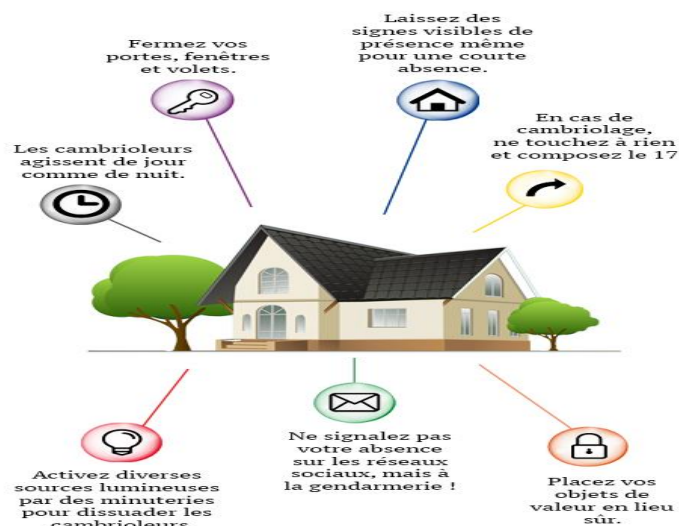 Laissez des
signes visibles de
présence même
pour une courte
absence.
Fermez vos
portes, fenêtres
et volets.
En cas de
cambriolage,
ne touchez à rien
et composez le 17
Les cambrioleurs
agissent de jour
comme de nuit.
Ne signalez pas
votre absence
sur les réseaux
sociaux, mais à
la gendarmerie !
Activez diverses
sources lumineuses
par des minuteries
pour dissuader les
cambrioleurs
Placez vos
objets de
valeur en lieu
sûr.